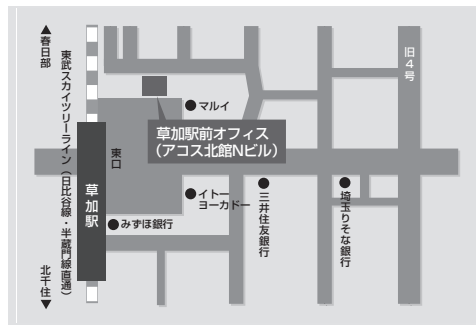 ▲春日部
東武スカイツリーライン（日比谷線・半蔵門線直通）
北千住▼
草加駅
東口
旧4号
●マルイ
草加駅前オフィス
（アコス北館Nビル）
●イトー
ヨーカドー
●みずほ銀行
●三井住友銀行
●埼玉りそな銀行